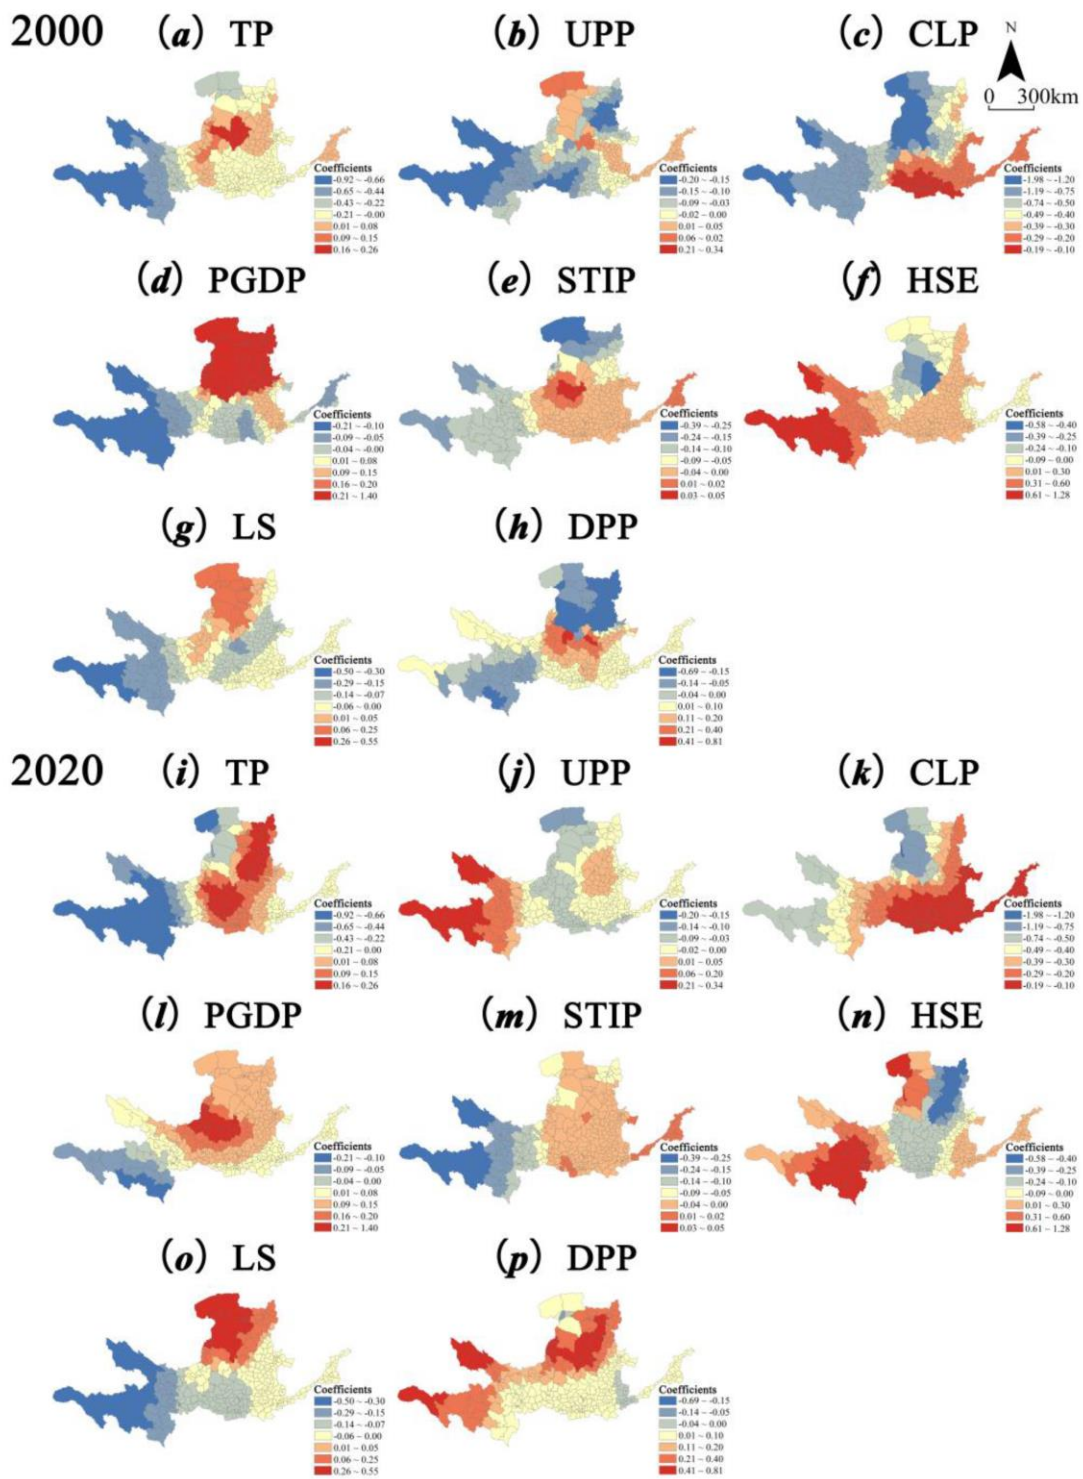 2000
(a) TP
(b) UPP
(c) CLP
N
0 300km
Coefficients
-0.92 ~ -0.66
-0.65 ~ -0.44
-0.43 ~ -0.22
-0.21 ~ -0.00
0.01 ~ 0.08
0.09 ~ 0.15
0.16 ~ 0.26
Coefficients
-0.20 ~ -0.15
-0.15 ~ -0.10
-0.09 ~ -0.03
-0.02 ~ 0.00
0.01 ~ 0.05
0.06 ~ 0.02
0.21 ~ 0.34
Coefficients
-1.98 ~ -1.20
-1.19 ~ -0.75
-0.74 ~ -0.50
-0.49 ~ -0.40
-0.39 ~ -0.30
-0.29 ~ -0.20
-0.19 ~ -0.10
(d) PGDP
(e) STIP
(f) HSE
Coefficients
-0.21 ~ -0.10
-0.09 ~ -0.05
-0.04 ~ -0.00
0.01 ~ 0.08
0.09 ~ 0.15
0.16 ~ 0.20
0.21 ~ 1.40
Coefficients
-0.39 ~ -0.25
-0.24 ~ -0.15
-0.14 ~ -0.10
-0.09 ~ -0.05
-0.04 ~ 0.00
0.01 ~ 0.02
0.03 ~ 0.05
Coefficients
-0.58 ~ -0.40
-0.39 ~ -0.25
-0.24 ~ -0.10
-0.09 ~ 0.00
0.01 ~ 0.30
0.31 ~ 0.60
0.61 ~ 1.28
(g) LS
(h) DPP
Coefficients
-0.50 ~ -0.30
-0.29 ~ -0.15
-0.14 ~ -0.07
-0.06 ~ 0.00
0.01 ~ 0.05
0.06 ~ 0.25
0.26 ~ 0.55
Coefficients
-0.69 ~ -0.15
-0.14 ~ -0.05
-0.04 ~ 0.00
0.01 ~ 0.10
0.11 ~ 0.20
0.21 ~ 0.40
0.41 ~ 0.81
2020
(i) TP
(j) UPP
(k) CLP
Coefficients
-0.92 ~ -0.66
-0.65 ~ -0.44
-0.43 ~ -0.22
-0.21 ~ 0.00
0.01 ~ 0.08
0.09 ~ 0.15
0.16 ~ 0.26
Coefficients
-0.20 ~ -0.15
-0.14 ~ -0.10
-0.09 ~ -0.03
-0.02 ~ 0.00
0.01 ~ 0.05
0.06 ~ 0.20
0.21 ~ 0.34
Coefficients
-1.98 ~ -1.20
-1.19 ~ -0.75
-0.74 ~ -0.50
-0.49 ~ -0.40
-0.39 ~ -0.30
-0.29 ~ -0.20
-0.19 ~ -0.10
(l) PGDP
(m) STIP
(n) HSE
Coefficients
-0.21 ~ -0.10
-0.09 ~ -0.05
-0.04 ~ 0.00
0.01 ~ 0.08
0.09 ~ 0.15
0.16 ~ 0.20
0.21 ~ 1.40
Coefficients
-0.39 ~ -0.25
-0.24 ~ -0.15
-0.14 ~ -0.10
-0.09 ~ -0.05
-0.04 ~ 0.00
0.01 ~ 0.02
0.03 ~ 0.05
Coefficients
-0.58 ~ -0.40
-0.39 ~ -0.25
-0.24 ~ -0.10
-0.09 ~ 0.00
0.01 ~ 0.30
0.31 ~ 0.60
0.61 ~ 1.28
(o) LS
(p) DPP
Coefficients
-0.50 ~ -0.30
-0.29 ~ -0.15
-0.14 ~ -0.07
-0.06 ~ 0.00
0.01 ~ 0.05
0.06 ~ 0.25
0.26 ~ 0.55
Coefficients
-0.69 ~ -0.15
-0.14 ~ -0.05
-0.04 ~ 0.00
0.01 ~ 0.10
0.11 ~ 0.20
0.21 ~ 0.40
0.41 ~ 0.81